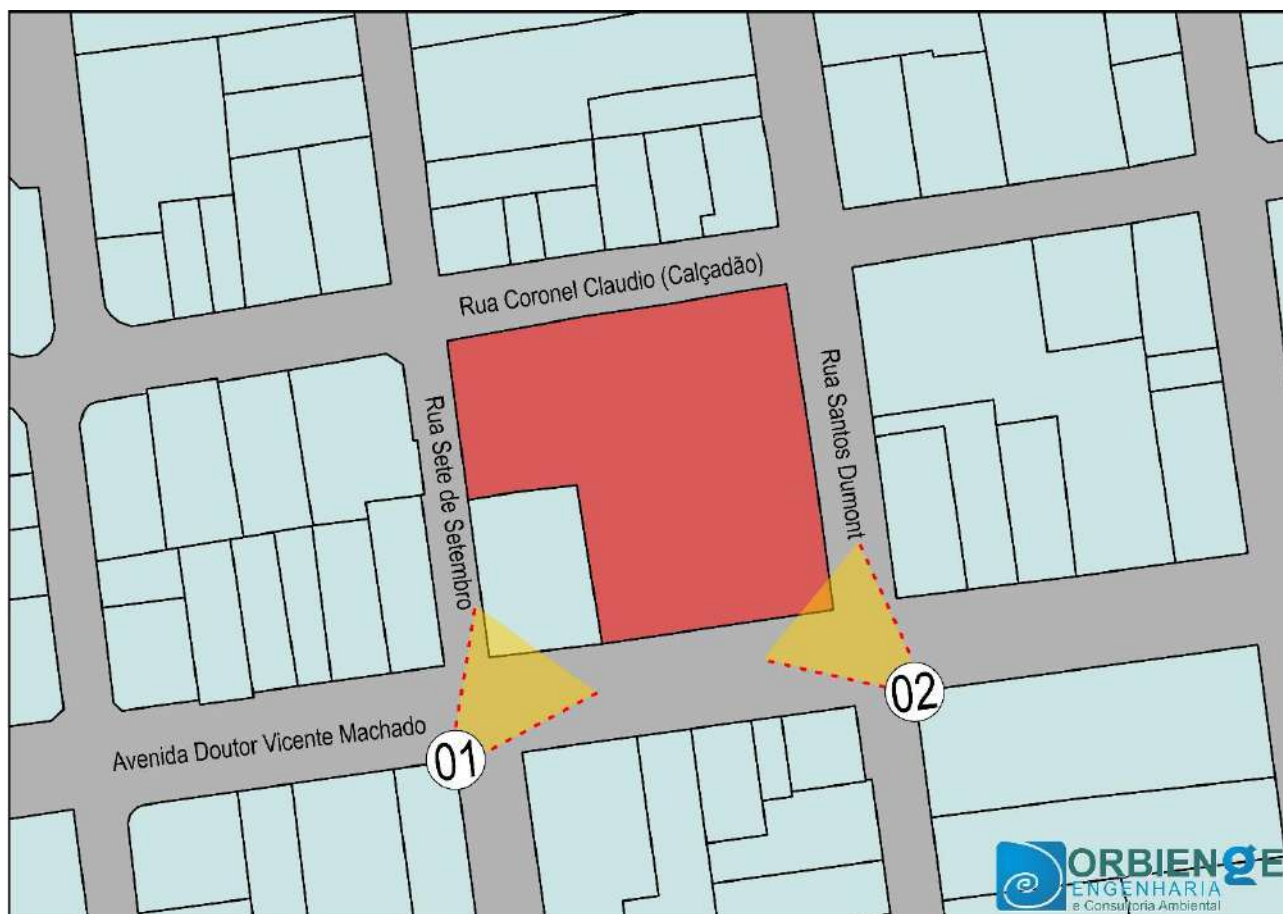 Rua Coronel Claudio (Calçadão)
Rua Sete de Setembro
Rua Santos Dumont
Avenida Doutor Vicente Machado
01
02
ORBIENGE
ENGENHARIA
e Consultoria Ambiental